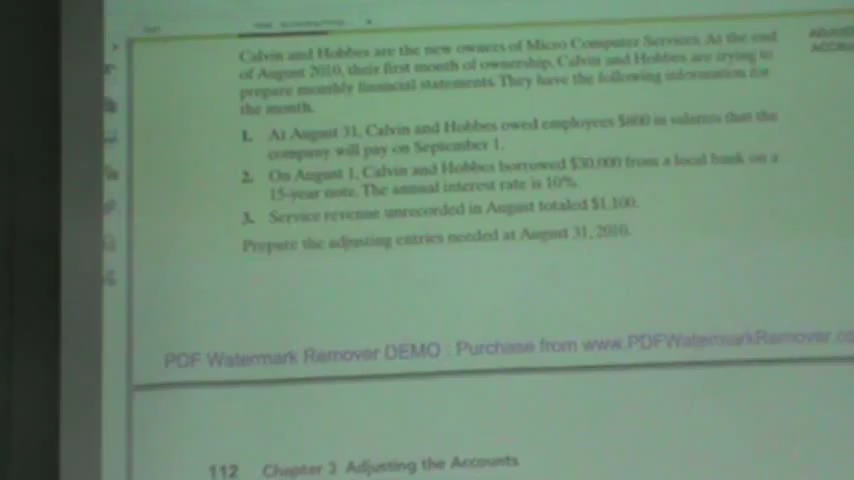 Calvin and Hobbes are the new owners of Micro Computer Services. At the end
of August 2010, their first month of ownership, Calvin and Hobbes are trying to
prepare monthly financial statements. They have the following information for
the month.
1. At August 31, Calvin and Hobbes owed employees $800 in salaries that the
company will pay on September 1.
2. On August 1, Calvin and Hobbes borrowed $30,000 from a local bank on a
15-year note. The annual interest rate is 10%.
3. Service revenue unrecorded in August totaled $1,100.
Prepare the adjusting entries needed at August 31, 2010.
PDF Watermark Remover DEMO : Purchase from www.PDFWatermarkRemover.co
112 Chapter 3 Adjusting the Accounts